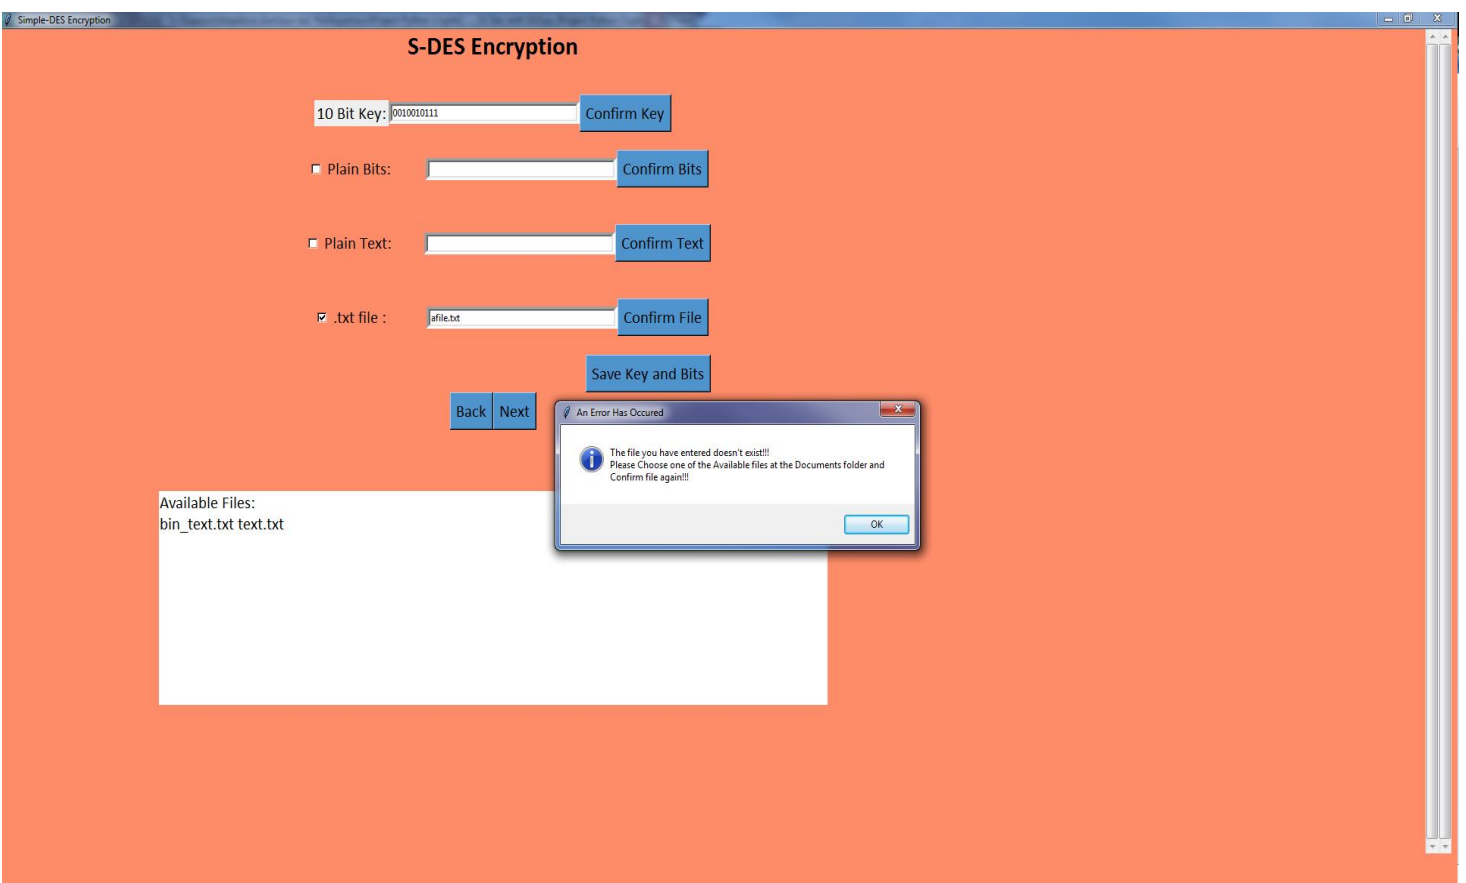 Simple-DES Encryption
S-DES Encryption
10 Bit Key: 0010010111 Confirm Key
Plain Bits: Confirm Bits
Plain Text: Confirm Text
.txt file : afile.txt Confirm File
Save Key and Bits
Back Next
An Error Has Occured
The file you have entered doesn't exist!!!
Please Choose one of the Available files at the Documents folder and
Confirm file again!!!
OK
Available Files:
bin_text.txt text.txt